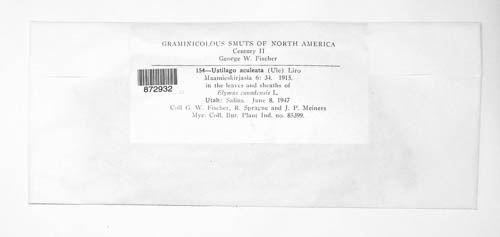 GRAMINICOLOUS SMUTS OF NORTH AMERICA
Century II
George W. Fischer
154—Ustilago aculeata (Ule) Liro
Maamieskirjasia 6: 34. 1913.
in the leaves and sheaths of
Elymus canadensis L.
Utah: Salina. June 8, 1947
Coll G. W. Fischer, R. Sprague and J. P. Meiners
Myc. Coll. Bur. Plant Ind. no. 85399.
872932